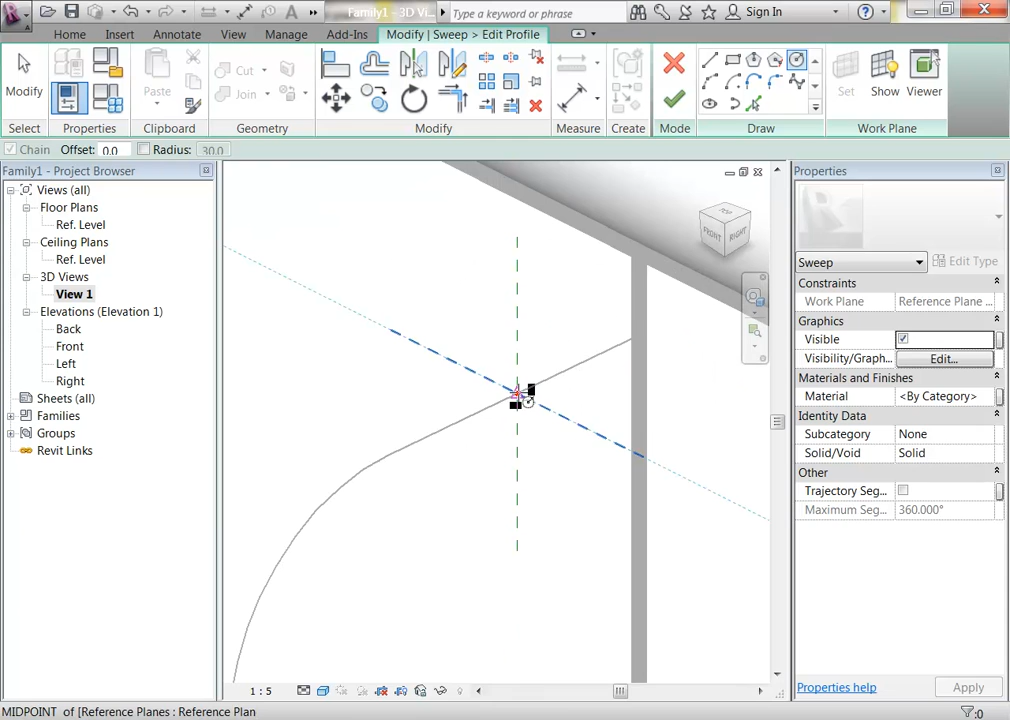 Family1 - 3D Vi...
Type a keyword or phrase
Sign In
Home
Insert
Annotate
View
Manage
Add-Ins
Modify | Sweep > Edit Profile
Modify
Paste
Cut
Join
Set
Show
Viewer
Select
Properties
Clipboard
Geometry
Modify
Measure
Create
Mode
Draw
Work Plane
Chain
Offset: 0.0
Radius: 30.0
Family1 - Project Browser
Views (all)
Floor Plans
Ref. Level
Ceiling Plans
Ref. Level
3D Views
View 1
Elevations (Elevation 1)
Back
Front
Left
Right
Sheets (all)
Families
Groups
Revit Links
TOP
FRONT
RIGHT
Properties
Sweep
Edit Type
Constraints
Work Plane
Reference Plane ...
Graphics
Visible
Visibility/Graph...
Edit...
Materials and Finishes
Material
<By Category>
Identity Data
Subcategory
None
Solid/Void
Solid
Other
Trajectory Seg...
Maximum Seg...
360.000°
Properties help
Apply
1 : 5
MIDPOINT of [Reference Planes : Reference Plan
:0